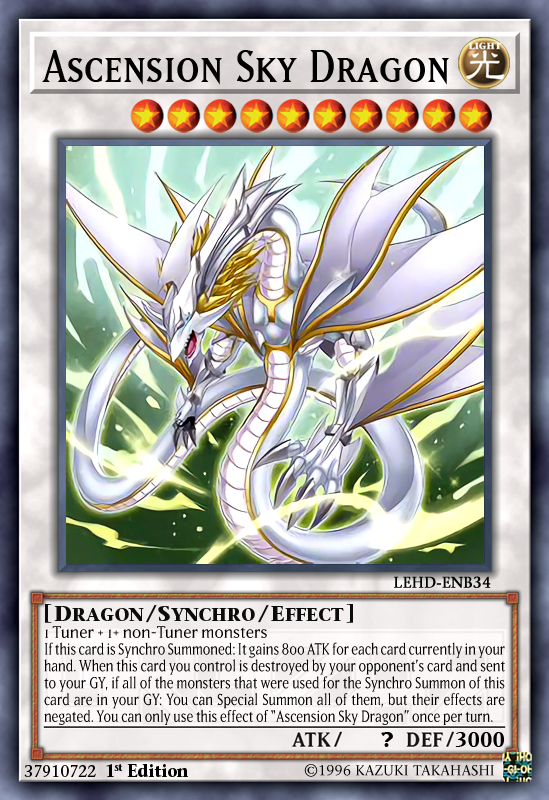 ASCENSION SKY DRAGON
LIGHT
光
LEHD-ENB34
[DRAGON/SYNCHRO/EFFECT]
1 Tuner + 1+ non-Tuner monsters
If this card is Synchro Summoned: It gains 800 ATK for each card currently in your
hand. When this card you control is destroyed by your opponent's card and sent
to your GY, if all of the monsters that were used for the Synchro Summon of this
card are in your GY: You can Special Summon all of them, but their effects are
negated. You can only use this effect of "Ascension Sky Dragon" once per turn.
ATK/ ? DEF/3000
37910722 1st Edition ©1996 KAZUKI TAKAHASHI